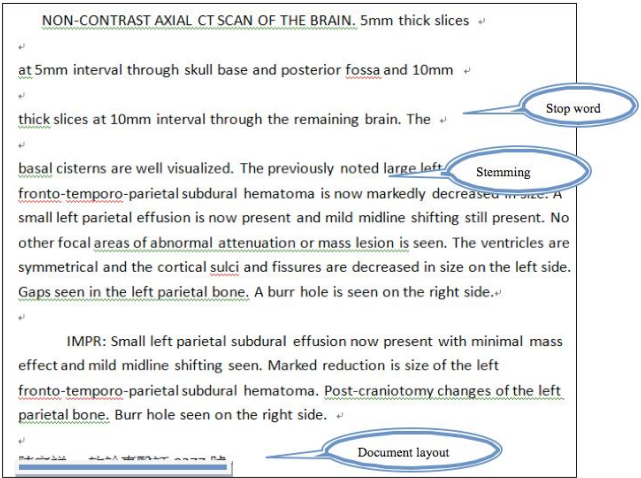 NON-CONTRAST AXIAL CT SCAN OF THE BRAIN. 5mm thick slices
at 5mm interval through skull base and posterior fossa and 10mm
Stop word
thick slices at 10mm interval through the remaining brain. The
basal cisterns are well visualized. The previously noted large left
Stemming
fronto-temporo-parietal subdural hematoma is now markedly decreased in size. A
small left parietal effusion is now present and mild midline shifting still present. No
other focal areas of abnormal attenuation or mass lesion is seen. The ventricles are
symmetrical and the cortical sulci and fissures are decreased in size on the left side.
Gaps seen in the left parietal bone. A burr hole is seen on the right side.
IMPR: Small left parietal subdural effusion now present with minimal mass
effect and mild midline shifting seen. Marked reduction is size of the left
fronto-temporo-parietal subdural hematoma. Post-craniotomy changes of the left
parietal bone. Burr hole seen on the right side.
Document layout